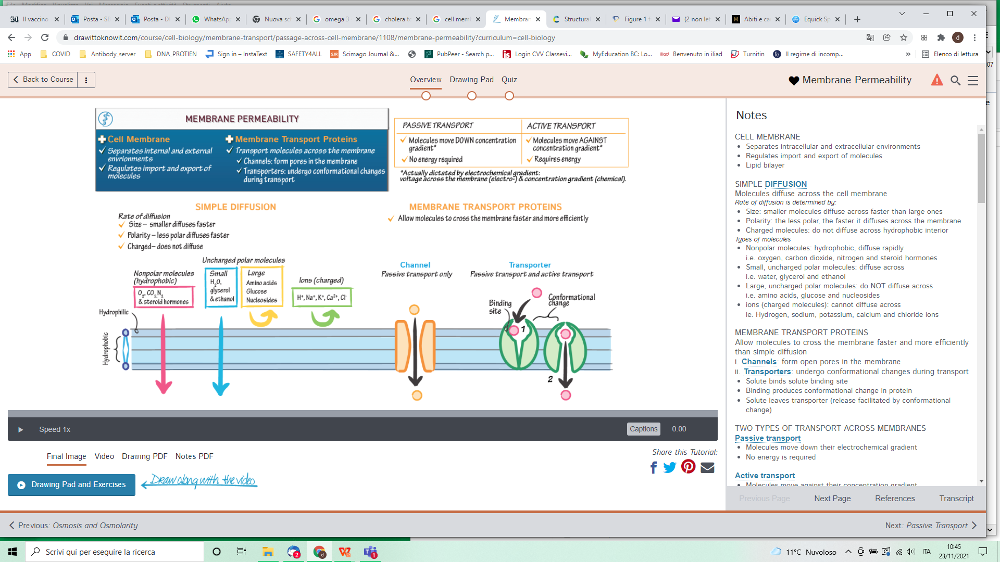 Il vaccino
Posta - SE
Posta - DI
WhatsApp
Nuova sc
omega 3
cholera to
cell mem
Membran
Structural
Figure 1 f
(2 non let
Abiti e ca
Equick Sp
drawittoknowit.com/course/cell-biology/membrane-transport/passage-across-cell-membrane/1108/membrane-permeability?curriculum=cell-biology
App
COVID
Antibody_server
DNA_PROTIEN
Sign in – InstaText
SAFETY4ALL
Scimago Journal &...
PubPeer - Search p...
Login CVV Classevi...
MyEducation BC: Lo...
Benvenuto in iliad
Turnitin
Il regime di incomp...
»
Elenco di lettura
Back to Course
Overview
Drawing Pad
Quiz
Membrane Permeability
MEMBRANE PERMEABILITY
Cell Membrane
Separates internal and external
envrionments
Regulates import and export of
molecules
Membrane Transport Proteins
Transport molecules across the membrane
Channels: form pores in the membrane
Transporters: undergo conformational changes
during transport
PASSIVE TRANSPORT
ACTIVE TRANSPORT
Molecules move DOWN concentration
gradient*
No energy required
Molecules move AGAINST
concentration gradient*
Requires energy
*Actually dictated by electrochemical gradient:
voltage across the membrane (electro-) & concentration gradient (chemical).
SIMPLE DIFFUSION
Rate of diffusion
Size – smaller diffuses faster
Polarity – less polar diffuses faster
Charged – does not diffuse
MEMBRANE TRANSPORT PROTEINS
Allow molecules to cross the membrane faster and more efficiently
Nonpolar molecules
(hydrophobic)
O₂, CO₂, N₂
& steroid hormones
Uncharged polar molecules
Small
H₂O,
glycerol
& ethanol
Large
Amino acids
Glucose
Nucleosides
Ions (charged)
H⁺, Na⁺, K⁺, Ca²⁺, Cl⁻
Channel
Passive transport only
Transporter
Passive transport and active transport
Hydrophilic
Hydrophobic
Binding
site
Conformational
change
1
2
Speed 1x
Captions
0:00
Final Image
Video
Drawing PDF
Notes PDF
Share this Tutorial:
Drawing Pad and Exercises
Draw along with the video
Notes
CELL MEMBRANE
Separates intracellular and extracellular environments
Regulates import and export of molecules
Lipid bilayer
SIMPLE DIFFUSION
Molecules diffuse across the cell membrane
Rate of diffusion is determined by:
Size: smaller molecules diffuse across faster than large ones
Polarity: the less polar, the faster it diffuses across the membrane
Charged molecules: do not diffuse across hydrophobic interior
Types of molecules
Nonpolar molecules: hydrophobic, diffuse rapidly
i.e. oxygen, carbon dioxide, nitrogen and steroid hormones
Small, uncharged polar molecules: diffuse across
i.e. water, glycerol and ethanol
Large, uncharged polar molecules: do NOT diffuse across
i.e. amino acids, glucose and nucleosides
ions (charged molecules): cannot diffuse across
ie. Hydrogen, sodium, potassium, calcium and chloride ions
MEMBRANE TRANSPORT PROTEINS
Allow molecules to cross the membrane faster and more efficiently
than simple diffusion
i. Channels: form open pores in the membrane
ii. Transporters: undergo conformational changes during transport
Solute binds solute binding site
Binding produces conformational change in protein
Solute leaves transporter (release facilitated by conformational
change)
TWO TYPES OF TRANSPORT ACROSS MEMBRANES
Passive transport
Molecules move down their electrochemical gradient
No energy is required
Active transport
Molecules move against their concentration gradient
Previous Page
Next Page
References
Transcript
Previous: Osmosis and Osmolarity
Next: Passive Transport
Scrivi qui per eseguire la ricerca
11°C Nuvoloso
ITA
10:45
23/11/2021